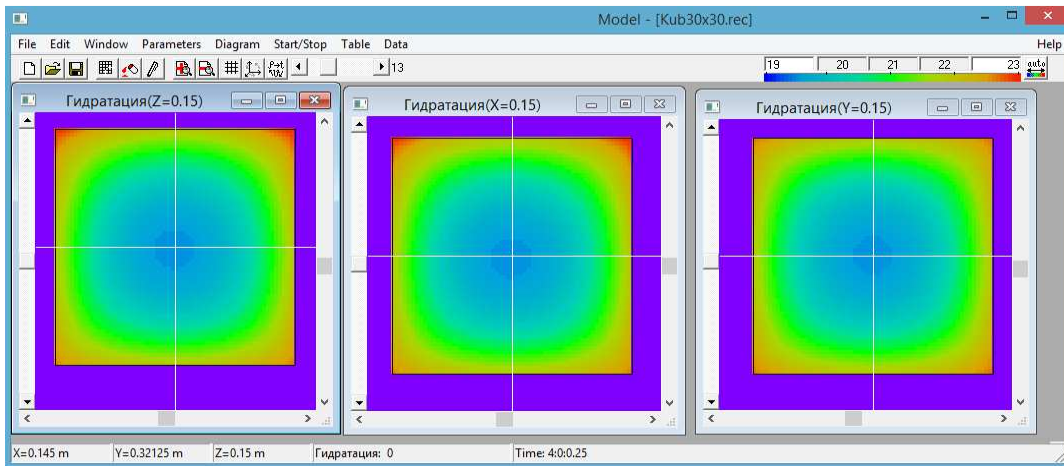 Model - [Kub30x30.rec]
File Edit Window Parameters Diagram Start/Stop Table Data Help
13 19 20 21 22 23 auto
Гидратация(Z=0.15) Гидратация(X=0.15) Гидратация(Y=0.15)
X=0.145 m Y=0.32125 m Z=0.15 m Гидратация: 0 Time: 4:0:0.25